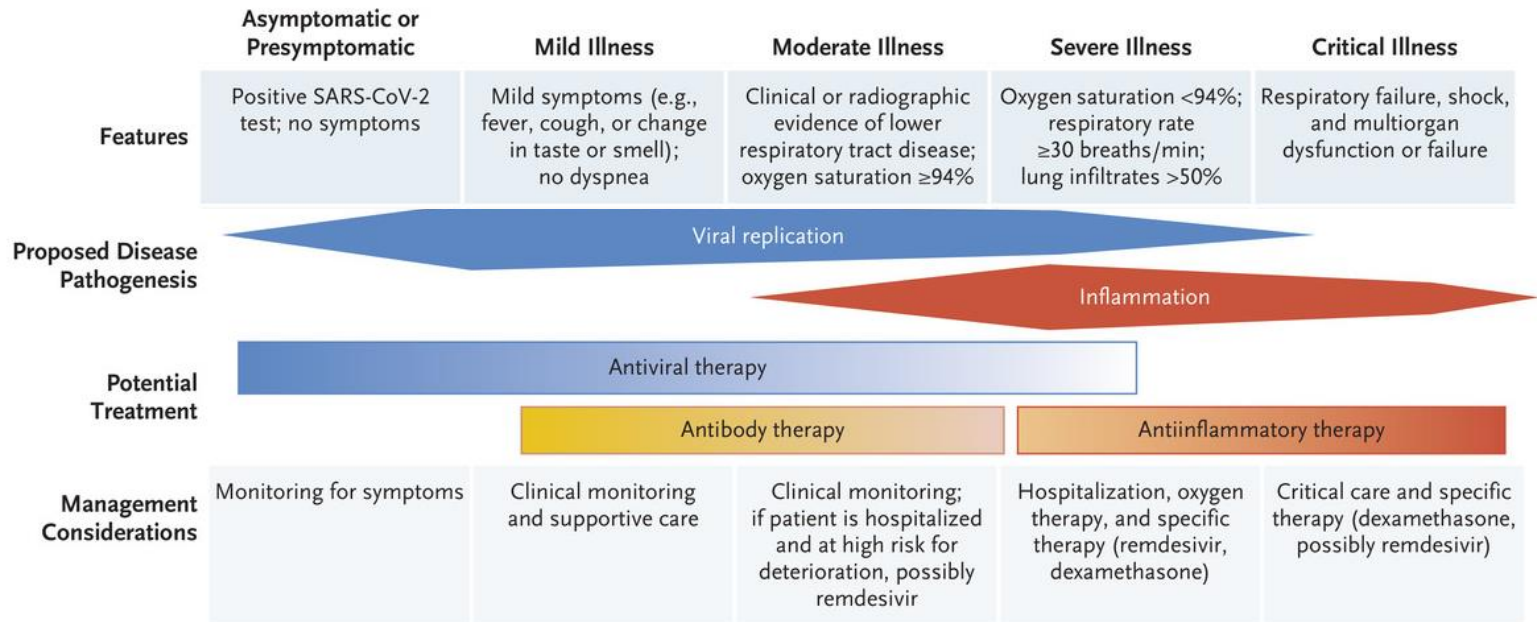 Asymptomatic or
Presymptomatic
Mild Illness
Moderate Illness
Severe Illness
Critical Illness
Features
Positive SARS-CoV-2
test; no symptoms
Mild symptoms (e.g.,
fever, cough, or change
in taste or smell);
no dyspnea
Clinical or radiographic
evidence of lower
respiratory tract disease;
oxygen saturation ≥94%
Oxygen saturation <94%;
respiratory rate
≥30 breaths/min;
lung infiltrates >50%
Respiratory failure, shock,
and multiorgan
dysfunction or failure
Proposed Disease
Pathogenesis
Viral replication
Inflammation
Potential
Treatment
Antiviral therapy
Antibody therapy
Antiinflammatory therapy
Management
Considerations
Monitoring for symptoms
Clinical monitoring
and supportive care
Clinical monitoring;
if patient is hospitalized
and at high risk for
deterioration, possibly
remdesivir
Hospitalization, oxygen
therapy, and specific
therapy (remdesivir,
dexamethasone)
Critical care and specific
therapy (dexamethasone,
possibly remdesivir)